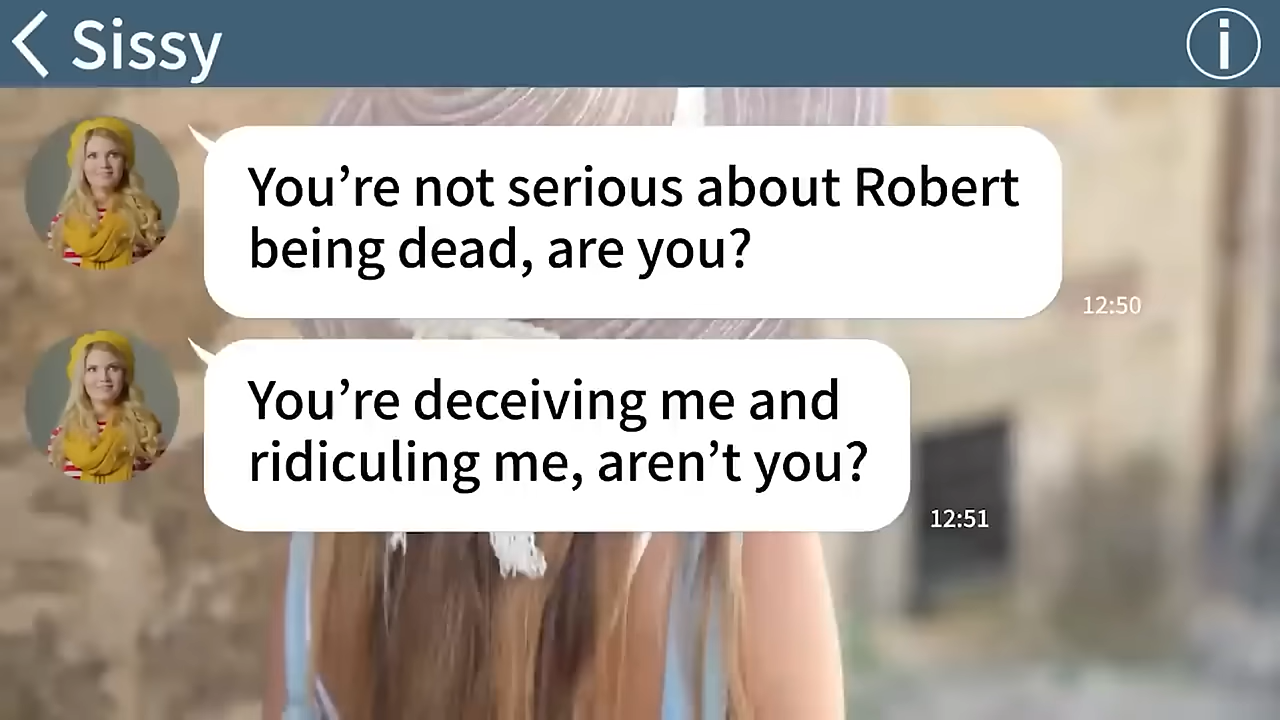 Sissy
You’re not serious about Robert
being dead, are you?
12:50
You’re deceiving me and
ridiculing me, aren’t you?
12:51